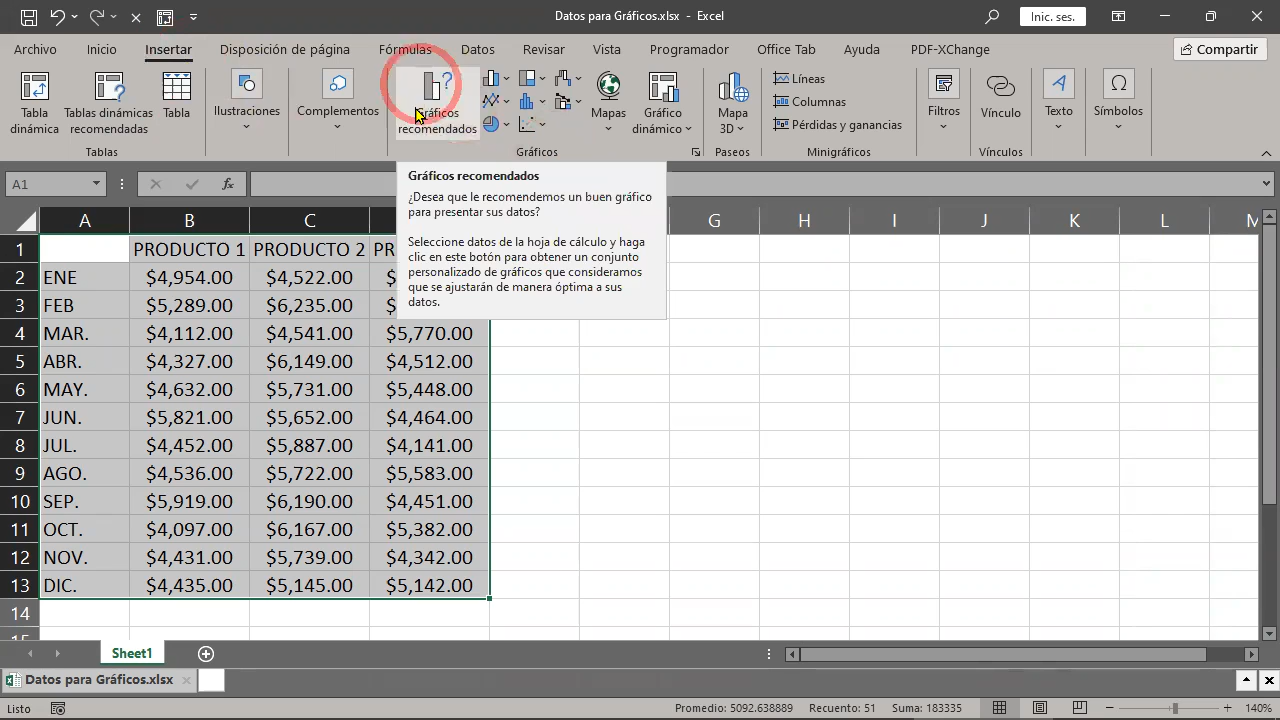 Datos para Gráficos.xlsx - Excel
Inic. ses.
Archivo Inicio Insertar Disposición de página Fórmulas Datos Revisar Vista Programador Office Tab Ayuda PDF-XChange Compartir
Tabla dinámica
Tablas dinámicas recomendadas
Tabla
Ilustraciones
Complementos
Gráficos recomendados
Mapas
Gráfico dinámico
Mapa 3D
Líneas
Columnas
Pérdidas y ganancias
Filtros
Vínculo
Texto
Símbolos
Tablas Gráficos Paseos Minigráficos Vínculos
A1 fx
Gráficos recomendados
¿Desea que le recomendemos un buen gráfico
para presentar sus datos?
Seleccione datos de la hoja de cálculo y haga
clic en este botón para obtener un conjunto
personalizado de gráficos que consideramos
que se ajustarán de manera óptima a sus
datos.
A B C G H I J K L M
1 PRODUCTO 1 PRODUCTO 2 PR
2 ENE $4,954.00 $4,522.00 $
3 FEB $5,289.00 $6,235.00 $
4 MAR. $4,112.00 $4,541.00 $5,770.00
5 ABR. $4,327.00 $6,149.00 $4,512.00
6 MAY. $4,632.00 $5,731.00 $5,448.00
7 JUN. $5,821.00 $5,652.00 $4,464.00
8 JUL. $4,452.00 $5,887.00 $4,141.00
9 AGO. $4,536.00 $5,722.00 $5,583.00
10 SEP. $5,919.00 $6,190.00 $4,451.00
11 OCT. $4,097.00 $6,167.00 $5,382.00
12 NOV. $4,431.00 $5,739.00 $4,342.00
13 DIC. $4,435.00 $5,145.00 $5,142.00
14
Sheet1
Datos para Gráficos.xlsx
Listo Promedio: 5092.638889 Recuento: 51 Suma: 183335 140%